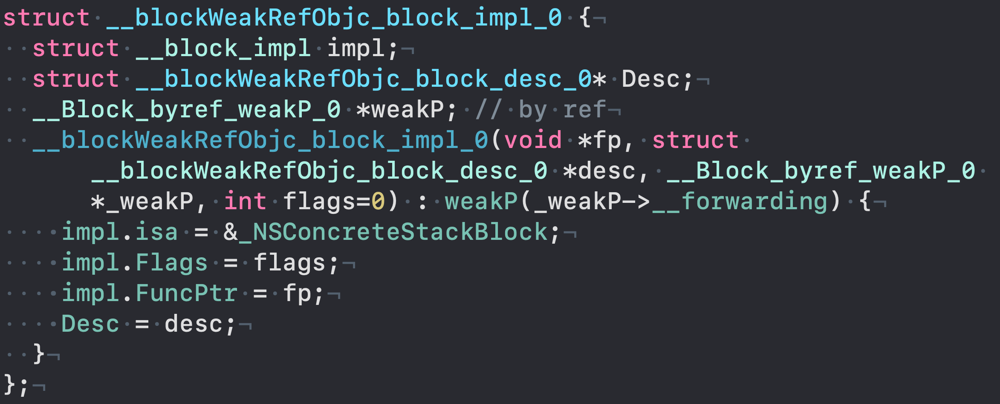 struct __blockWeakRefObjc_block_impl_0 {
  struct __block_impl impl;
  struct __blockWeakRefObjc_block_desc_0* Desc;
  __Block_byref_weakP_0 *weakP; // by ref
  __blockWeakRefObjc_block_impl_0(void *fp, struct
      __blockWeakRefObjc_block_desc_0 *desc, __Block_byref_weakP_0
      *_weakP, int flags=0) : weakP(_weakP->__forwarding) {
    impl.isa = &_NSConcreteStackBlock;
    impl.Flags = flags;
    impl.FuncPtr = fp;
    Desc = desc;
  }
};